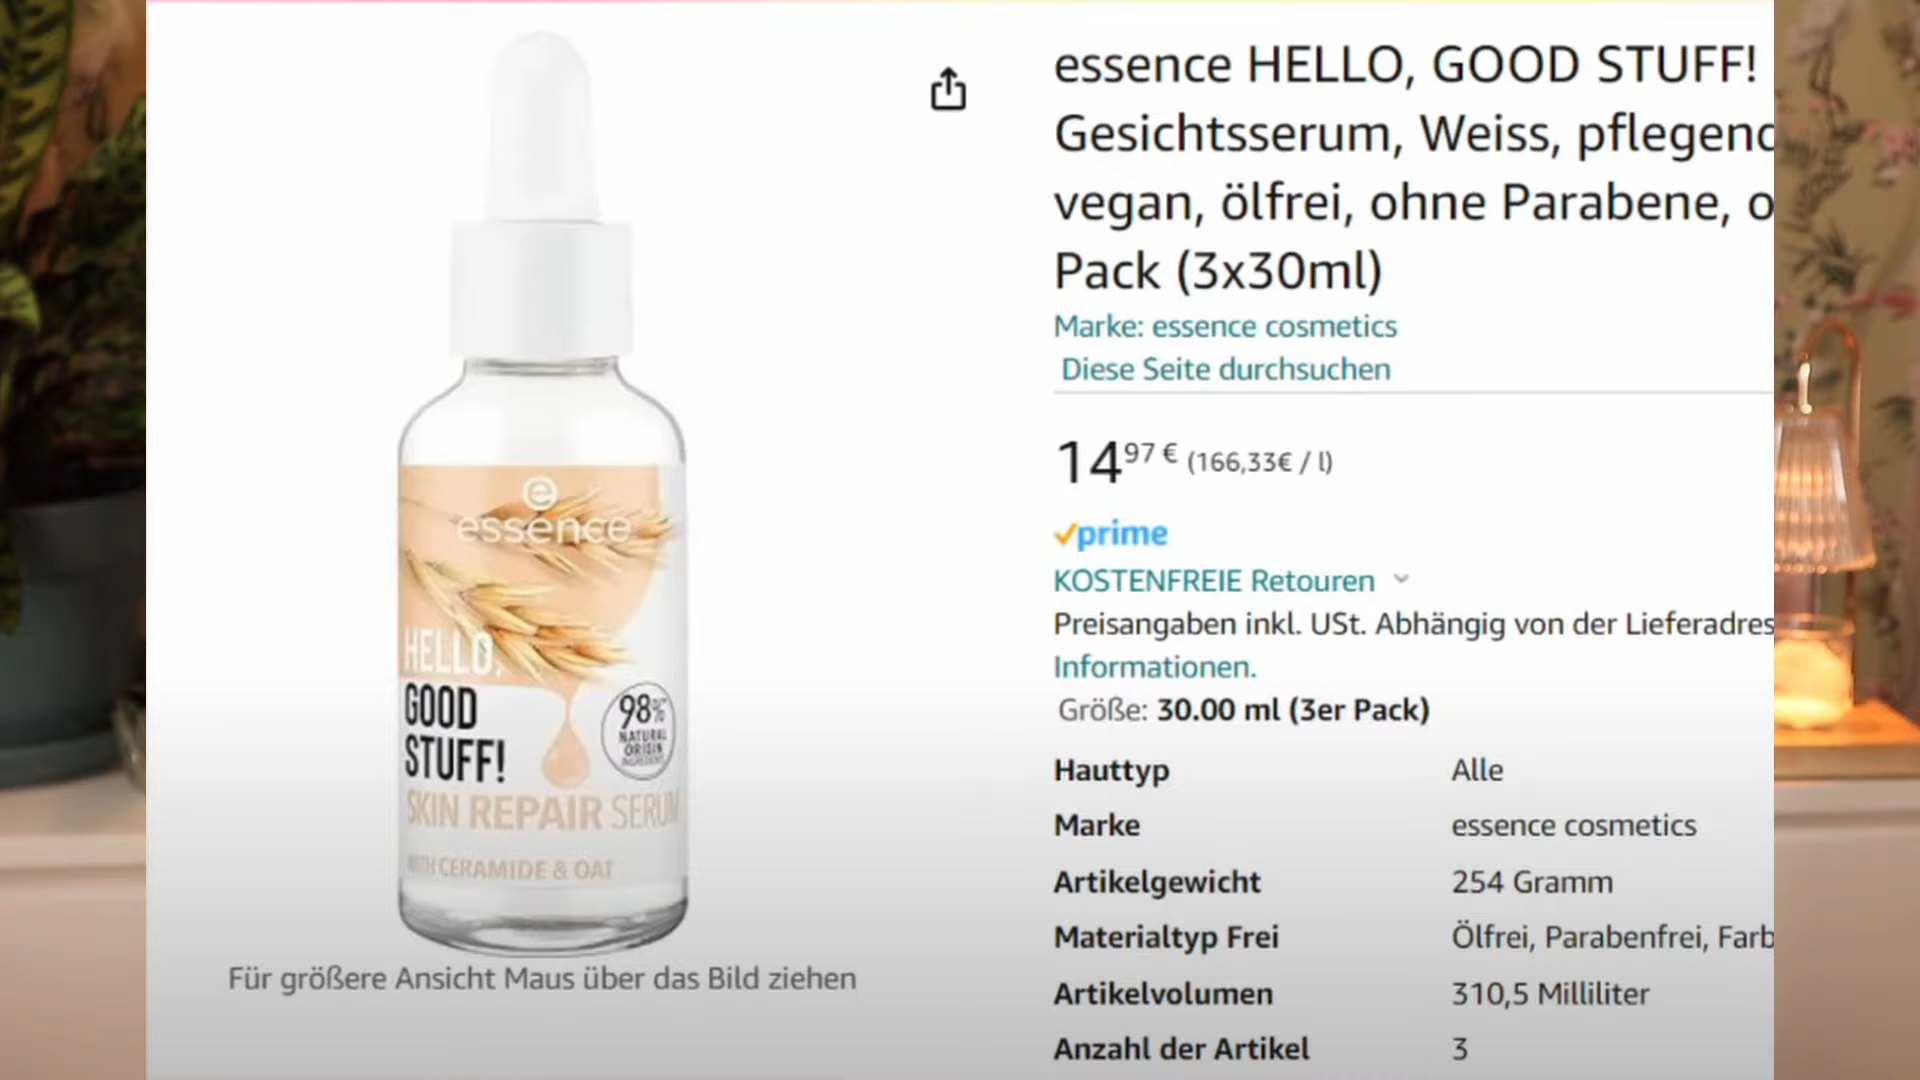 essence HELLO, GOOD STUFF!
Gesichtsserum, Weiss, pflegend
vegan, ölfrei, ohne Parabene, o
Pack (3x30ml)
Marke: essence cosmetics
Diese Seite durchsuchen
14 97 € (166,33€ / l)
prime
KOSTENFREIE Retouren
Preisangaben inkl. USt. Abhängig von der Lieferadres
Informationen.
Größe: 30.00 ml (3er Pack)
Hauttyp Alle
Marke essence cosmetics
Artikelgewicht 254 Gramm
Materialtyp Frei Ölfrei, Parabenfrei, Farb
Artikelvolumen 310,5 Milliliter
Anzahl der Artikel 3
e
essence
HELLO,
GOOD
STUFF!
98%
NATURAL
ORIGIN
INGREDIENTS
SKIN REPAIR SERUM
WITH CERAMIDE & OAT
Für größere Ansicht Maus über das Bild ziehen